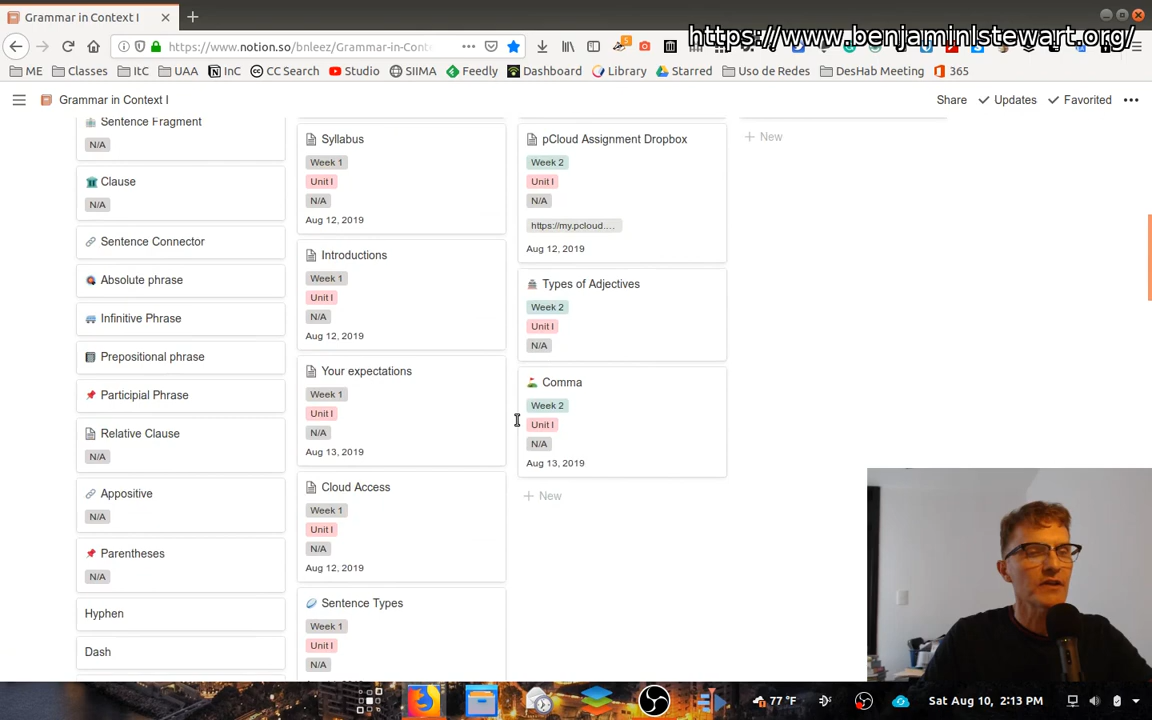 Grammar in Context I
https://www.benjaminlstewart.org/
https://www.notion.so/bnleez/Grammar-in-Conte
ME
Classes
ItC
UAA
InC
CC Search
Studio
SIIMA
Feedly
Dashboard
Library
Starred
Uso de Redes
DesHab Meeting
365
Grammar in Context I
Share
Updates
Favorited
Sentence Fragment
N/A
Clause
N/A
Sentence Connector
Absolute phrase
Infinitive Phrase
Prepositional phrase
Participial Phrase
Relative Clause
N/A
Appositive
N/A
Parentheses
N/A
Hyphen
Dash
Syllabus
Week 1
Unit I
N/A
Aug 12, 2019
Introductions
Week 1
Unit I
N/A
Aug 12, 2019
Your expectations
Week 1
Unit I
N/A
Aug 13, 2019
Cloud Access
Week 1
Unit I
N/A
Aug 12, 2019
Sentence Types
Week 1
Unit I
N/A
pCloud Assignment Dropbox
Week 2
Unit I
N/A
https://my.pcloud....
Aug 12, 2019
Types of Adjectives
Week 2
Unit I
N/A
Comma
Week 2
Unit I
N/A
Aug 13, 2019
+ New
+ New
77 °F
Sat Aug 10, 2:13 PM